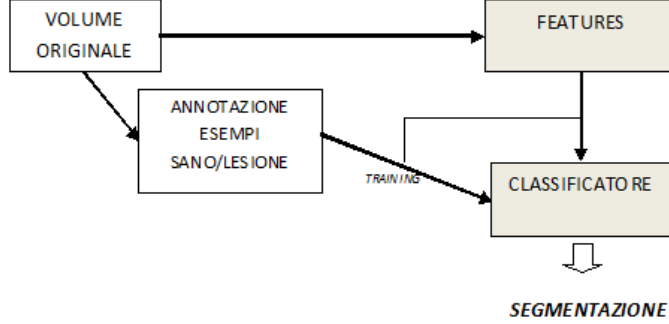 VOLUME
ORIGINALE
FEATURES
ANNOTAZIONE
ESEMPI
SANO/LESIONE
TRAINING
CLASSIFICATORE
SEGMENTAZIONE